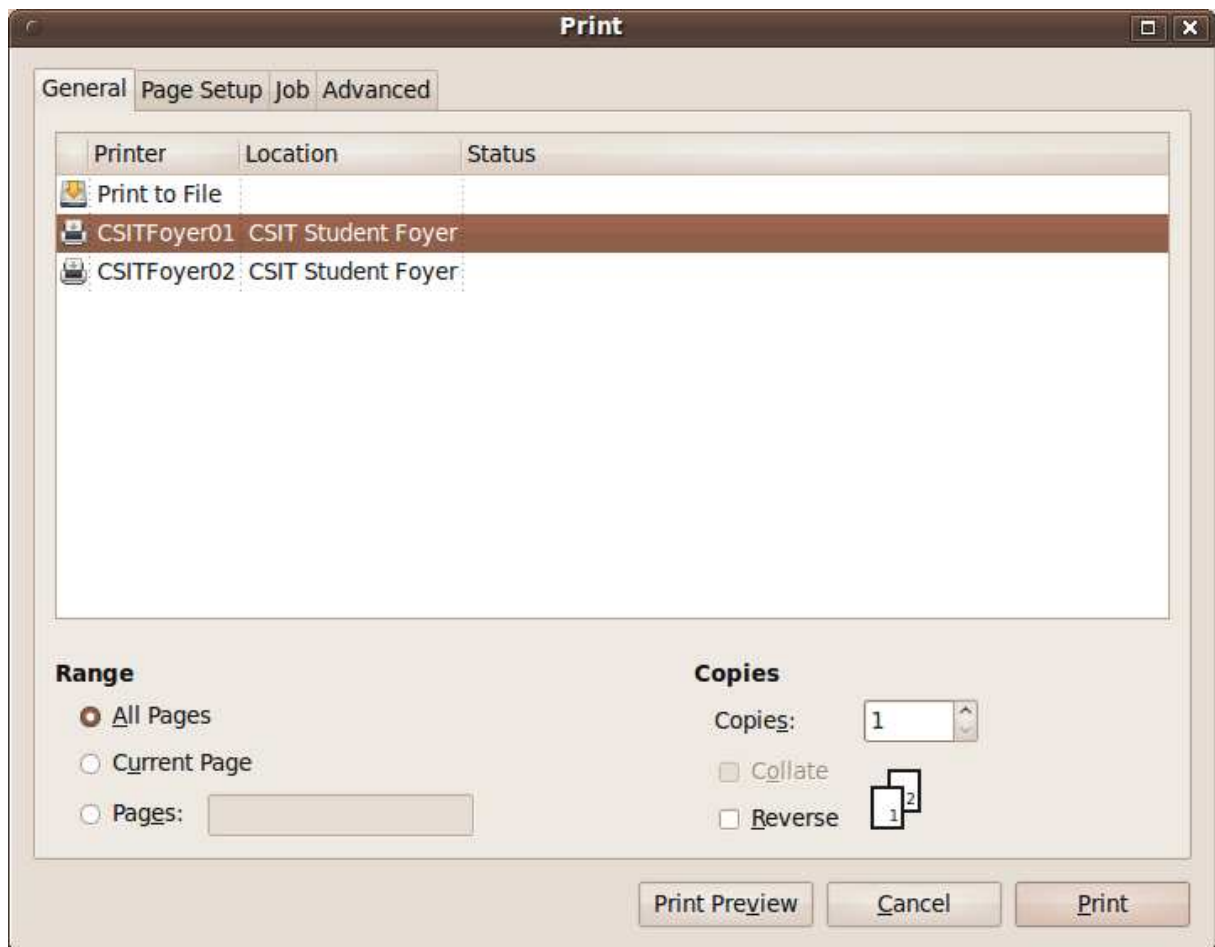 Print
General Page Setup Job Advanced
Printer Location Status
Print to File
CSITFoyer01 CSIT Student Foyer
CSITFoyer02 CSIT Student Foyer
Range
All Pages
Current Page
Pages:
Copies
Copies: 1
Collate
Reverse
1 2
Print Preview Cancel Print